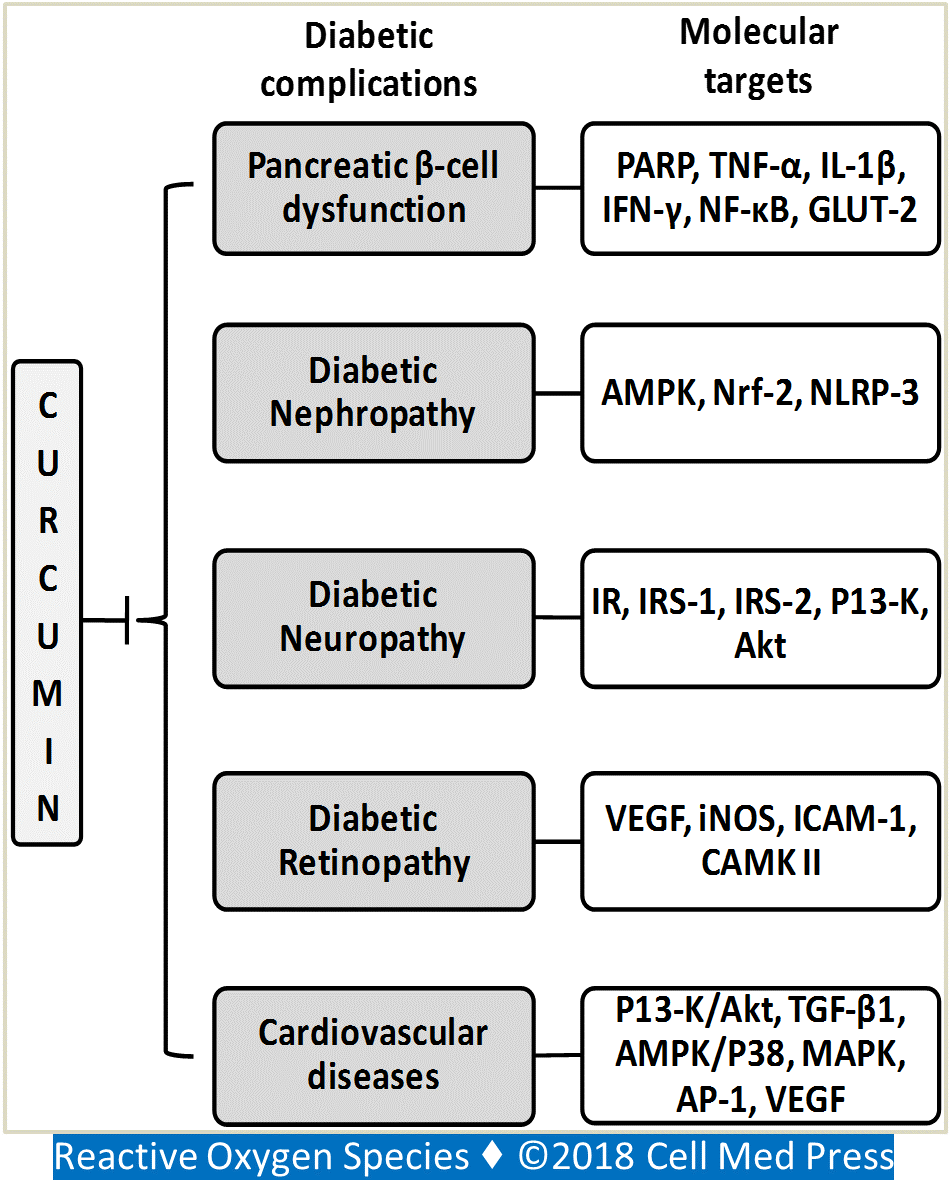 Diabetic
complications
Molecular
targets
CURCUMIN
Pancreatic β-cell
dysfunction
PARP, TNF-α, IL-1β,
IFN-γ, NF-κB, GLUT-2
Diabetic
Nephropathy
AMPK, Nrf-2, NLRP-3
Diabetic
Neuropathy
IR, IRS-1, IRS-2, P13-K,
Akt
Diabetic
Retinopathy
VEGF, iNOS, ICAM-1,
CAMK II
Cardiovascular
diseases
P13-K/Akt, TGF-β1,
AMPK/P38, MAPK,
AP-1, VEGF
Reactive Oxygen Species ♦ ©2018 Cell Med Press